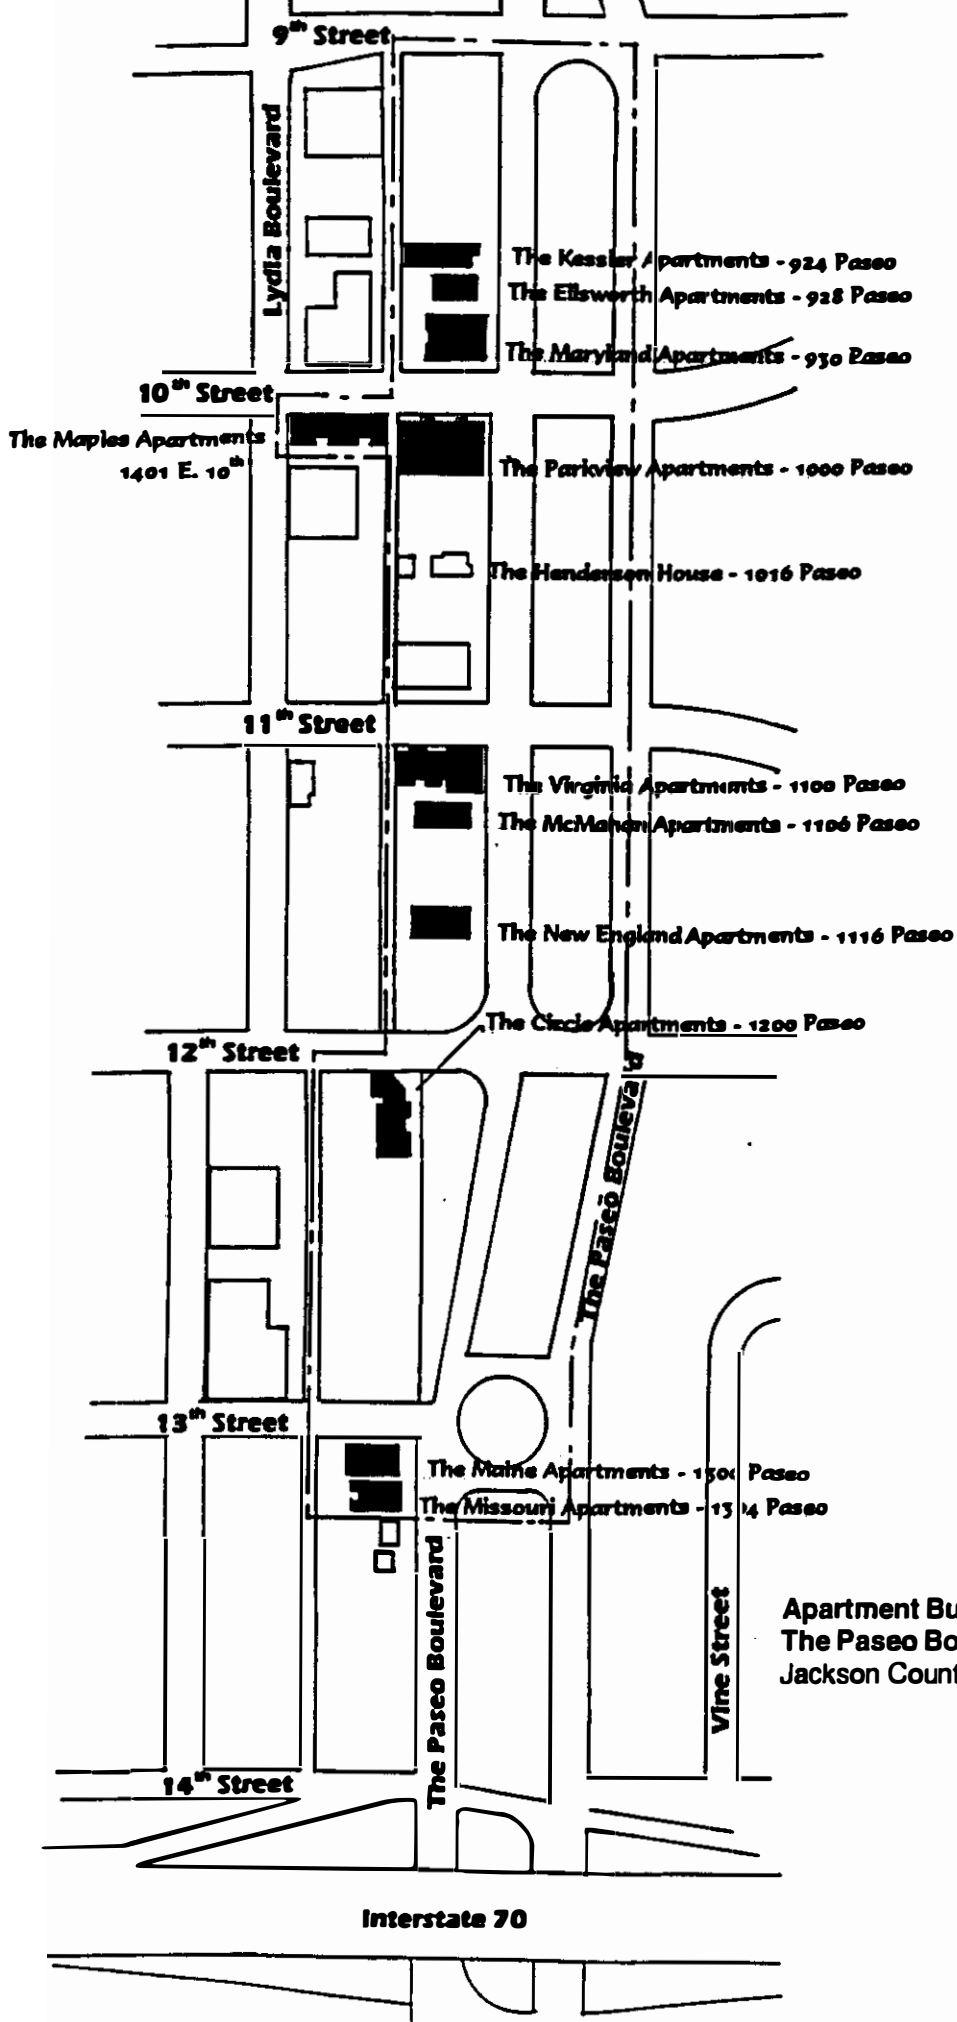 9th Street
Lydia Boulevard
The Kessler Apartments - 924 Paseo
The Ellsworth Apartments - 928 Paseo
The Maryland Apartments - 930 Paseo
10th Street
The Maples Apartments
1401 E. 10th
The Parkview Apartments - 1000 Paseo
The Henderson House - 1016 Paseo
11th Street
The Virginia Apartments - 1100 Paseo
The McMahon Apartments - 1106 Paseo
The New England Apartments - 1116 Paseo
The Circle Apartments - 1200 Paseo
12th Street
The Paseo Boulevard
13th Street
The Maine Apartments - Paseo
The Missouri Apartments - Paseo
The Paseo Boulevard
Vine Street
Apartment Bu
The Paseo Bo
Jackson Count
14th Street
Interstate 70